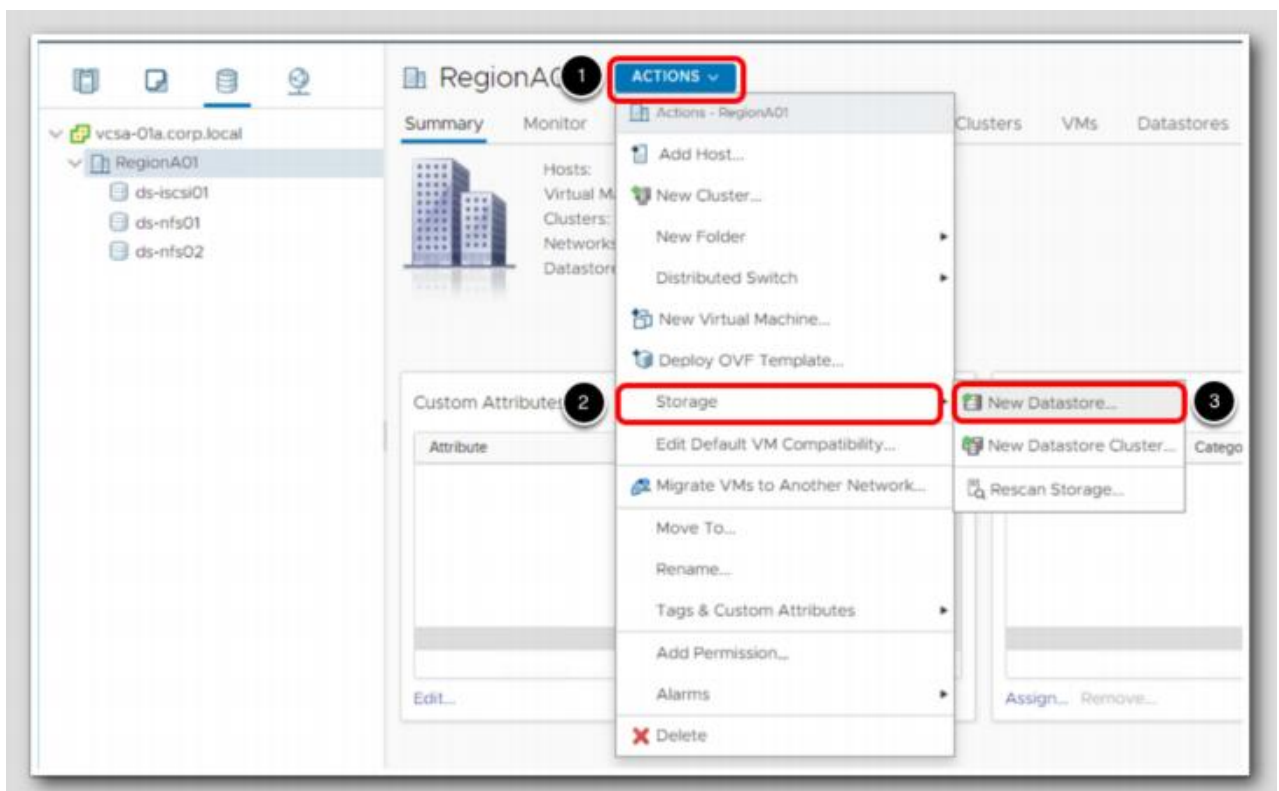 RegionA0
1
ACTIONS
vcsa-01a.corp.local
RegionA01
ds-iscsi01
ds-nfs01
ds-nfs02
Summary
Monitor
Clusters
VMs
Datastores
Hosts:
Virtual M
Clusters:
Networks
Datastore
Actions - RegionA01
Add Host...
New Cluster...
New Folder
Distributed Switch
New Virtual Machine...
Deploy OVF Template...
2
Storage
Edit Default VM Compatibility...
Migrate VMs to Another Network...
Move To...
Rename...
Tags & Custom Attributes
Add Permission...
Alarms
Delete
New Datastore...
3
New Datastore Cluster...
Rescan Storage...
Custom Attributes
Attribute
Edit...
Catego
Assign... Remove...